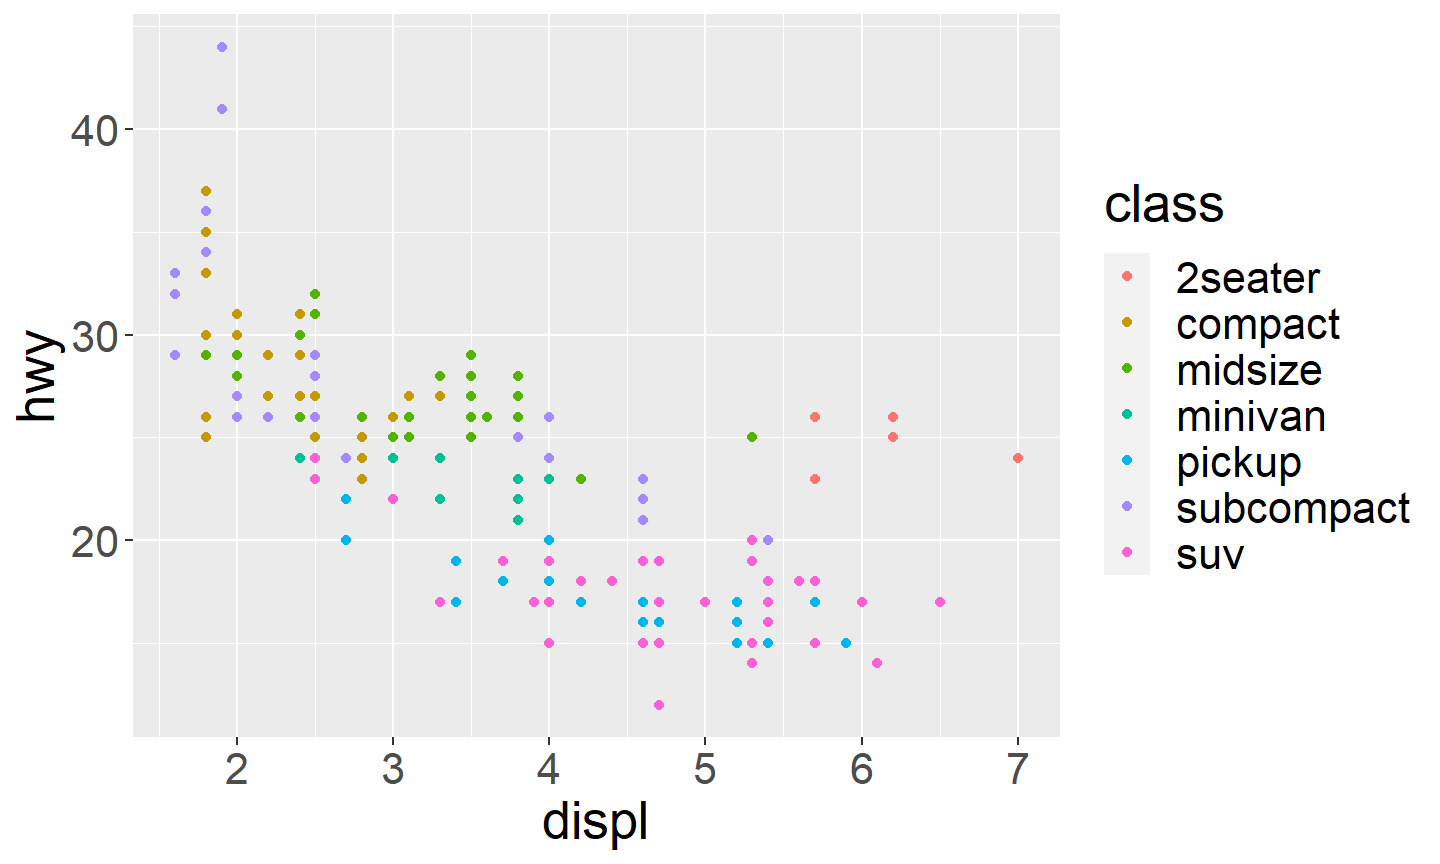 40
30
20
hwy
2 3 4 5 6 7
displ
class
2seater
compact
midsize
minivan
pickup
subcompact
suv